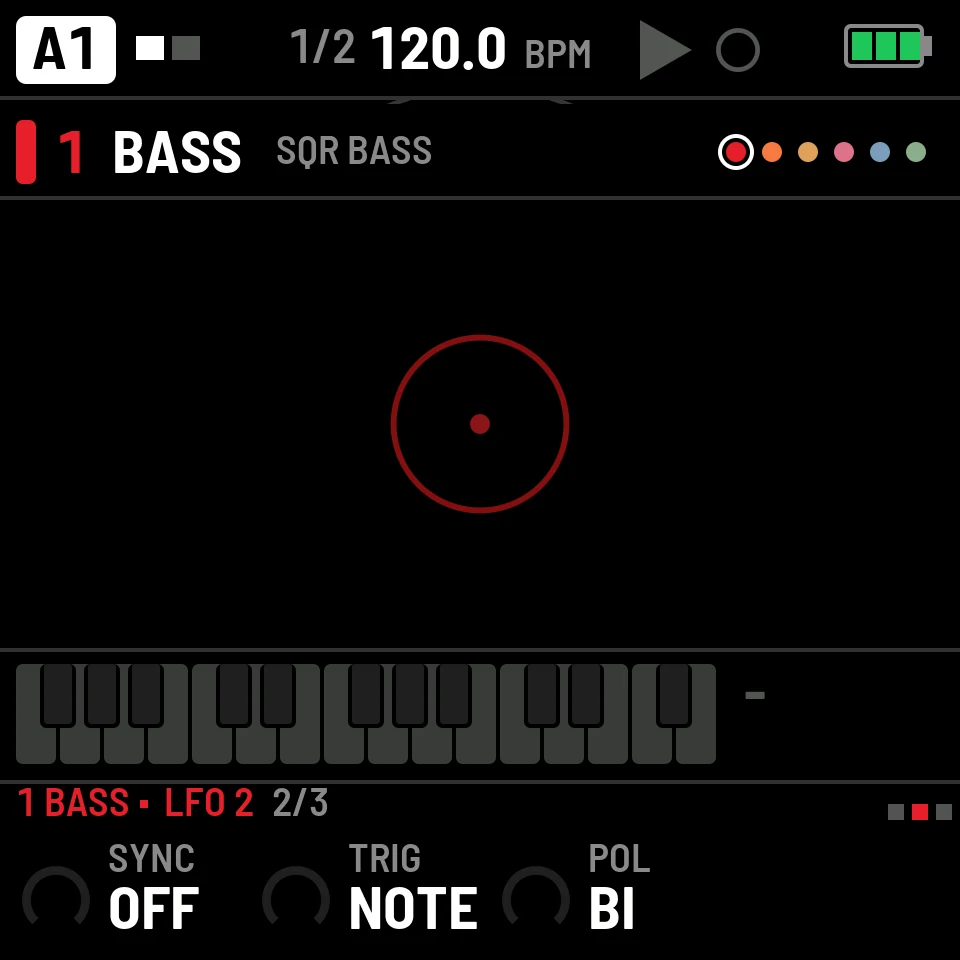 A1 1/2 120.0 BPM
1 BASS SQR BASS
-
1 BASS ▪ LFO 2 2/3
SYNC TRIG POL
OFF NOTE BI